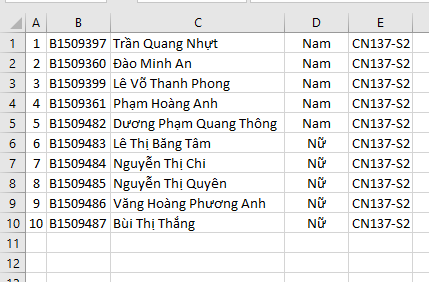 A B C D E
1 1 B1509397 Trần Quang Nhựt Nam CN137-S2
2 2 B1509360 Đào Minh An Nam CN137-S2
3 3 B1509399 Lê Võ Thanh Phong Nam CN137-S2
4 4 B1509361 Phạm Hoàng Anh Nam CN137-S2
5 5 B1509482 Dương Phạm Quang Thông Nam CN137-S2
6 6 B1509483 Lê Thị Băng Tâm Nữ CN137-S2
7 7 B1509484 Nguyễn Thị Chi Nữ CN137-S2
8 8 B1509485 Nguyễn Thị Quyên Nữ CN137-S2
9 9 B1509486 Văng Hoàng Phương Anh Nữ CN137-S2
10 10 B1509487 Bùi Thị Thắng Nữ CN137-S2
11
12
13